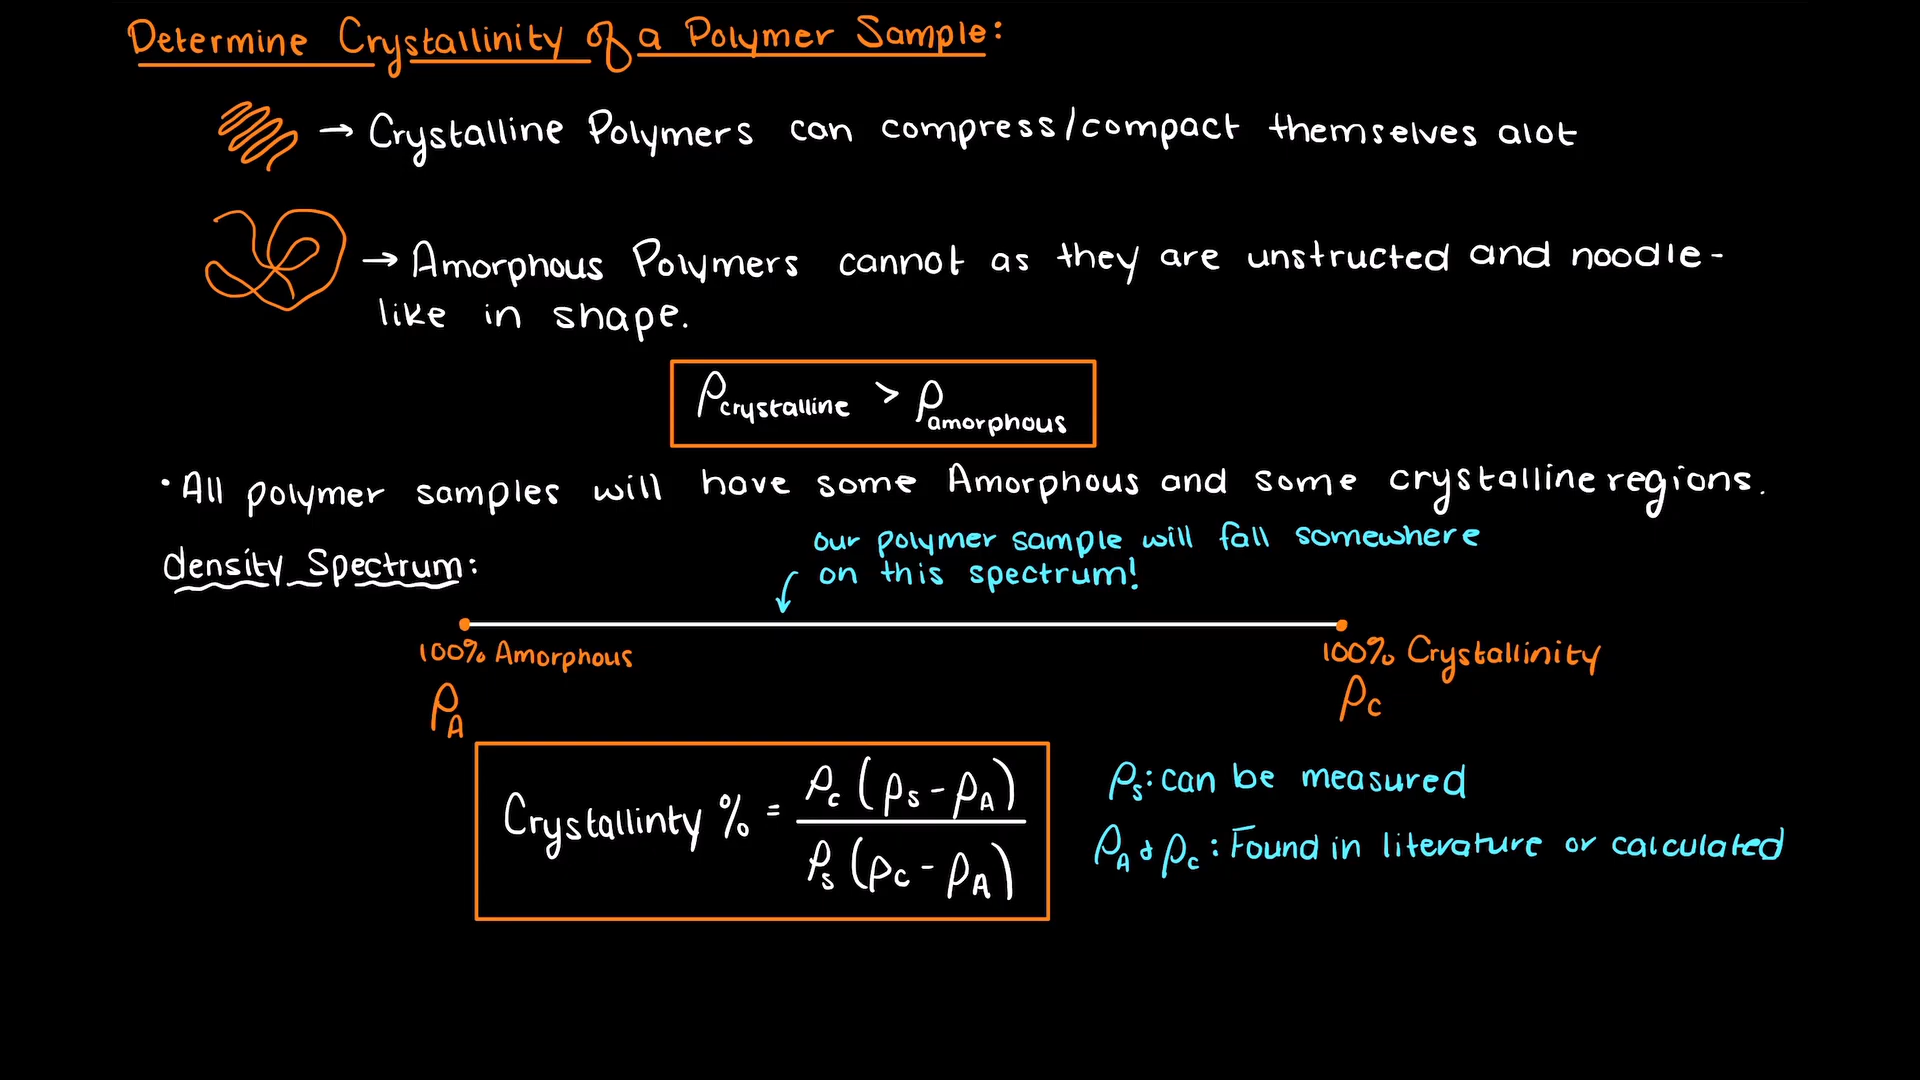 Determine Crystallinity of a Polymer Sample:
→ Crystalline Polymers can compress/compact themselves alot
→ Amorphous Polymers cannot as they are unstructed and noodle-
like in shape.
ρcrystalline > ρamorphous
• All polymer samples will have some Amorphous and some crystalline regions.
our polymer sample will fall somewhere
on this spectrum!
density Spectrum:
100% Amorphous
100% Crystallinity
ρA
ρC
Crystallinty % = ρc (ρs - ρA) / ρs (ρC - ρA)
ρs: can be measured
ρA & ρc: Found in literature or calculated